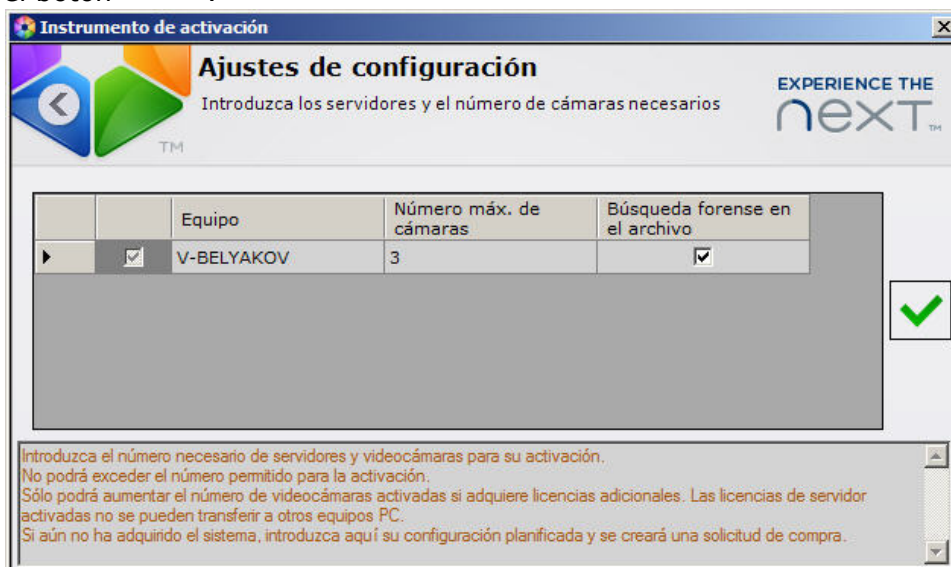 Instrumento de activación
Ajustes de configuración
Introduzca los servidores y el número de cámaras necesarios
EXPERIENCE THE
next™
TM
Equipo
Número máx. de
cámaras
Búsqueda forense en
el archivo
V-BELYAKOV
3
Introduzca el número necesario de servidores y videocámaras para su activación.
No podrá exceder el número permitido para la activación.
Sólo podrá aumentar el número de videocámaras activadas si adquiere licencias adicionales. Las licencias de servidor
activadas no se pueden transferir a otros equipos PC.
Si aún no ha adquirido el sistema, introduzca aquí su configuración planificada y se creará una solicitud de compra.